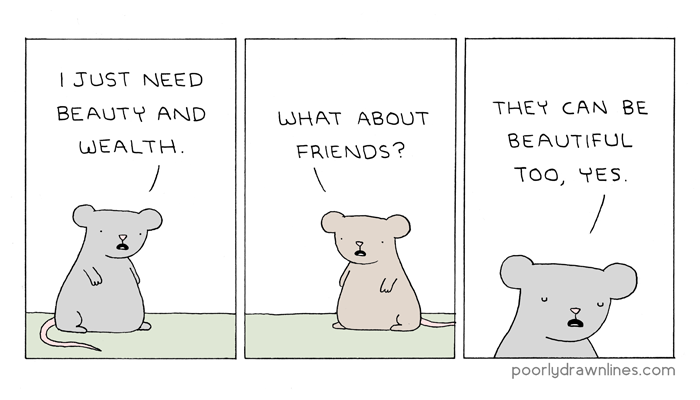 I JUST NEED
BEAUTY AND
WEALTH.
WHAT ABOUT
FRIENDS?
THEY CAN BE
BEAUTIFUL
TOO, YES.
poorlydrawnlines.com